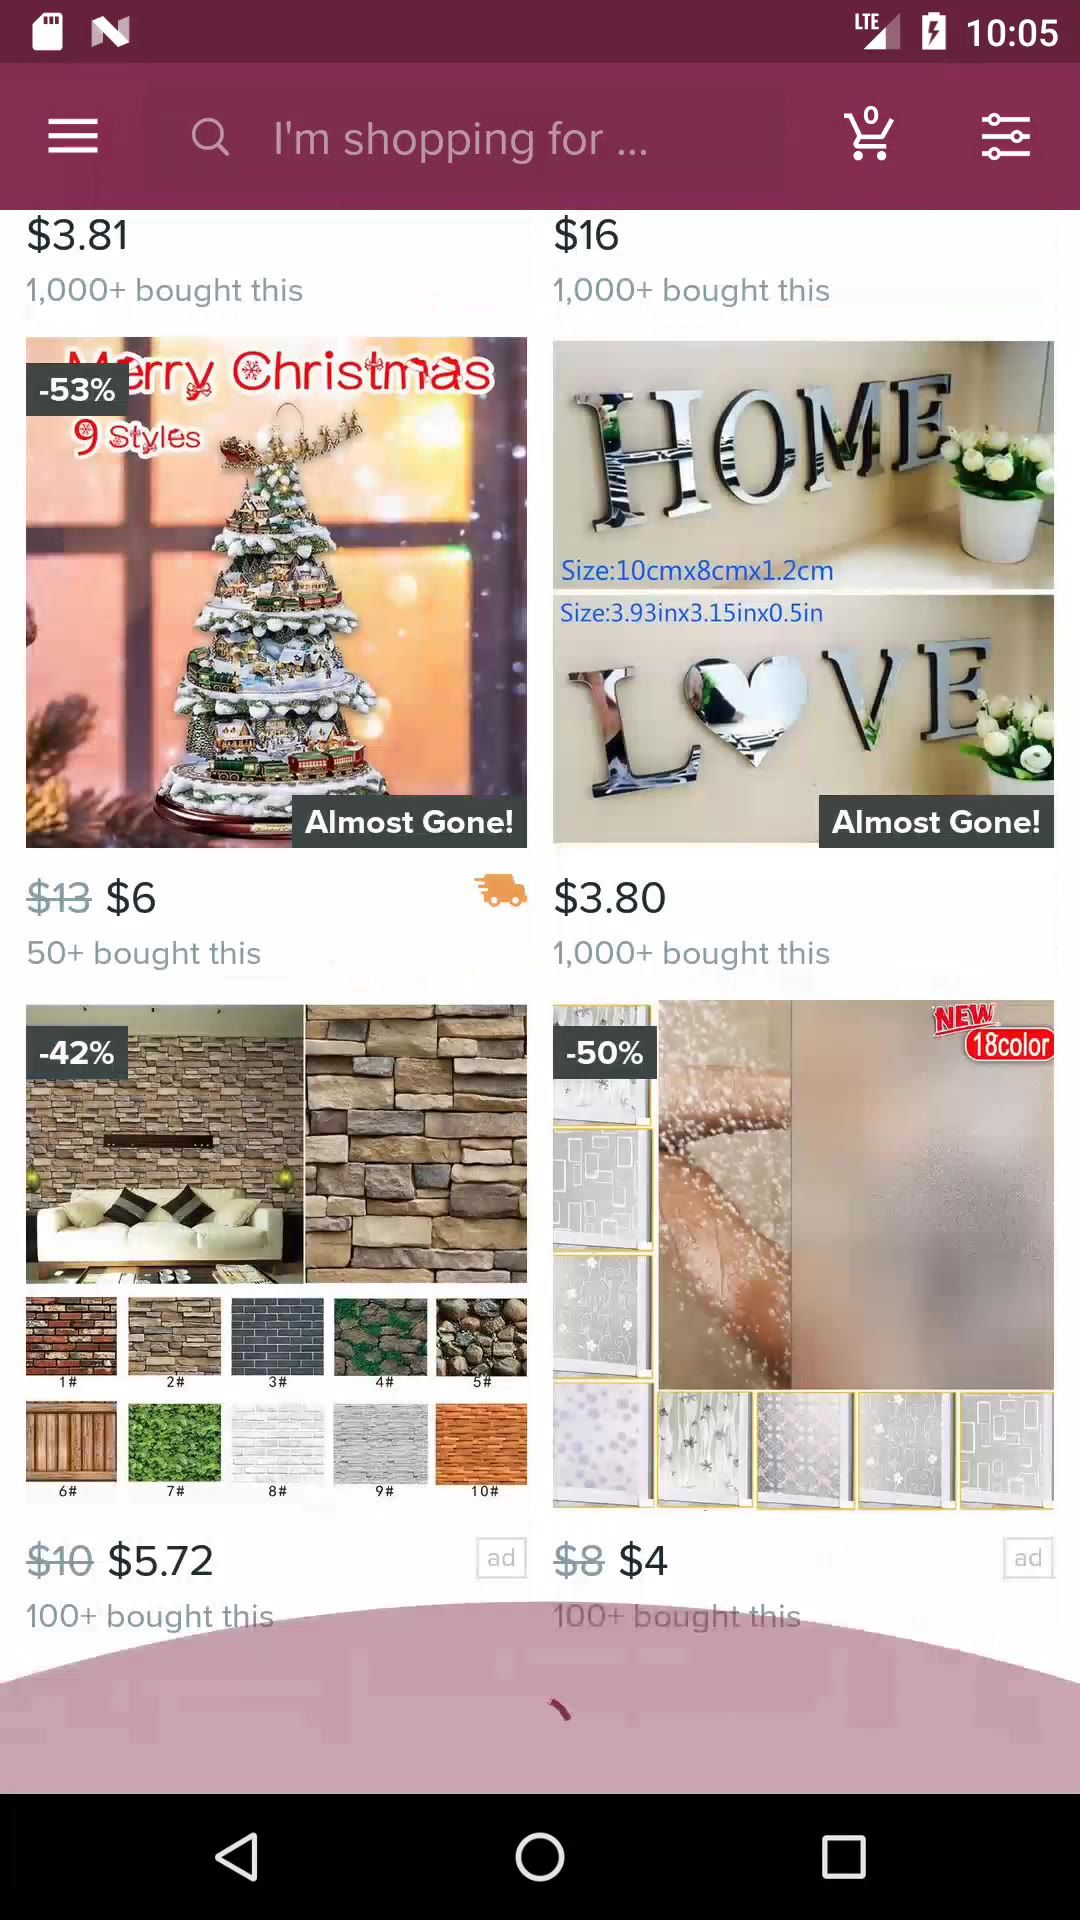 LTE 10:05
I'm shopping for ...
0
$3.81
1,000+ bought this
$16
1,000+ bought this
Merry Christmas
-53%
9 Styles
Almost Gone!
$13 $6
50+ bought this
HOME
Size:10cmx8cmx1.2cm
Size:3.93inx3.15inx0.5in
L VE
Almost Gone!
$3.80
1,000+ bought this
-42%
1# 2# 3# 4# 5#
6# 7# 8# 9# 10#
$10 $5.72 ad
100+ bought this
-50%
NEW
18color
$8 $4 ad
100+ bought this